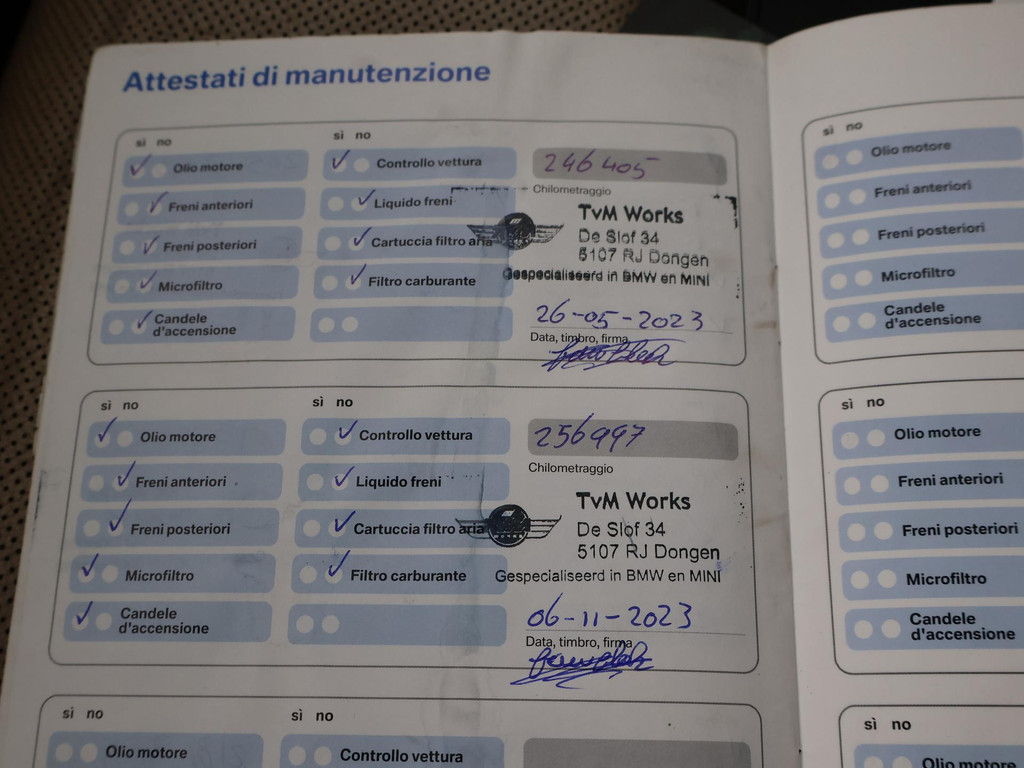 Attestati di manutenzione
sì no
Olio motore
Freni anteriori
Freni posteriori
Microfiltro
Candele
d'accensione
sì no
Controllo vettura
Liquido freni
Cartuccia filtro aria
Filtro carburante
246 405
Chilometraggio
TvM Works
De Slof 34
5107 RJ Dongen
Gespecialiseerd in BMW en MINI
26-05-2023
Data, timbro, firma
sì no
Olio motore
Freni anteriori
Freni posteriori
Microfiltro
Candele
d'accensione
sì no
Controllo vettura
Liquido freni
Cartuccia filtro aria
Filtro carburante
256997
Chilometraggio
TvM Works
De Slof 34
5107 RJ Dongen
Gespecialiseerd in BMW en MINI
06-11-2023
Data, timbro, firma
sì no
Olio motore
sì no
Controllo vettura
sì no
Olio motore
Freni anteriori
Freni posteriori
Microfiltro
Candele
d'accensione
sì no
Olio motore
Freni anteriori
Freni posteriori
Microfiltro
Candele
d'accensione
sì no
Olio motore